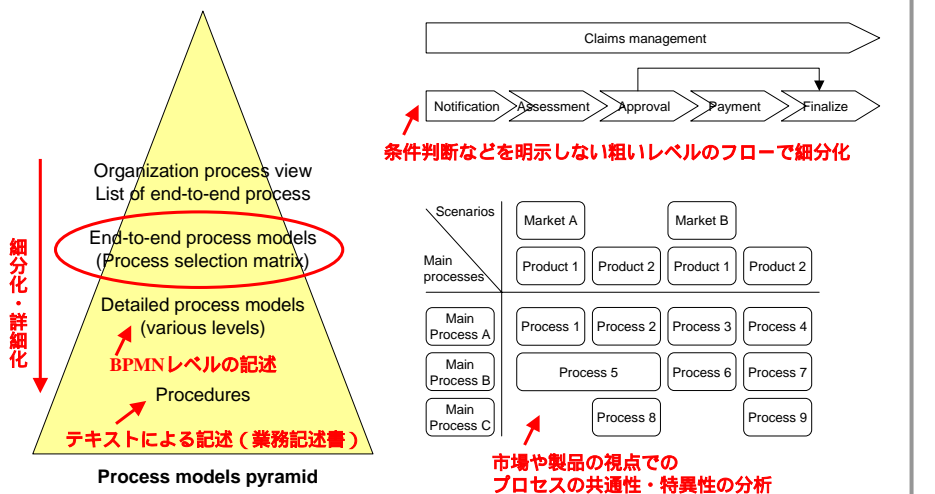 Organization process view
List of end-to-end process
End-to-end process models
(Process selection matrix)
Detailed process models
(various levels)
BPMNレベルの記述
Procedures
テキストによる記述（業務記述書）
Process models pyramid
細分化・詳細化
Claims management
Notification
Assessment
Approval
Payment
Finalize
条件判断などを明示しない粗いレベルのフローで細分化
Scenarios
Main
processes
Market A
Market B
Product 1
Product 2
Product 1
Product 2
Main
Process A
Process 1
Process 2
Process 3
Process 4
Main
Process B
Process 5
Process 6
Process 7
Main
Process C
Process 8
Process 9
市場や製品の視点での
プロセスの共通性・特異性の分析